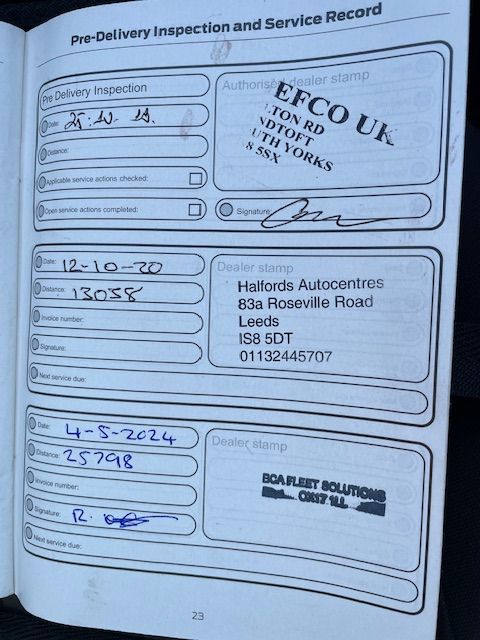 Pre-Delivery Inspection and Service Record
Pre Delivery Inspection
Date:
Distance:
Applicable service actions checked:
Open service actions completed:
Authorised dealer stamp
EFCO UK
LTON RD
NDTOFT
UTH YORKS
8 5SX
Signature:
Date: 12-10-20
Distance: 13058
Invoice number:
Signature:
Next service due:
Dealer stamp
Halfords Autocentres
83a Roseville Road
Leeds
lS8 5DT
01132445707
Date: 4-5-2024
Distance: 25798
Invoice number:
Signature: R.
Next service due:
Dealer stamp
BCA FLEET SOLUTIONS
OX17 1LL
23